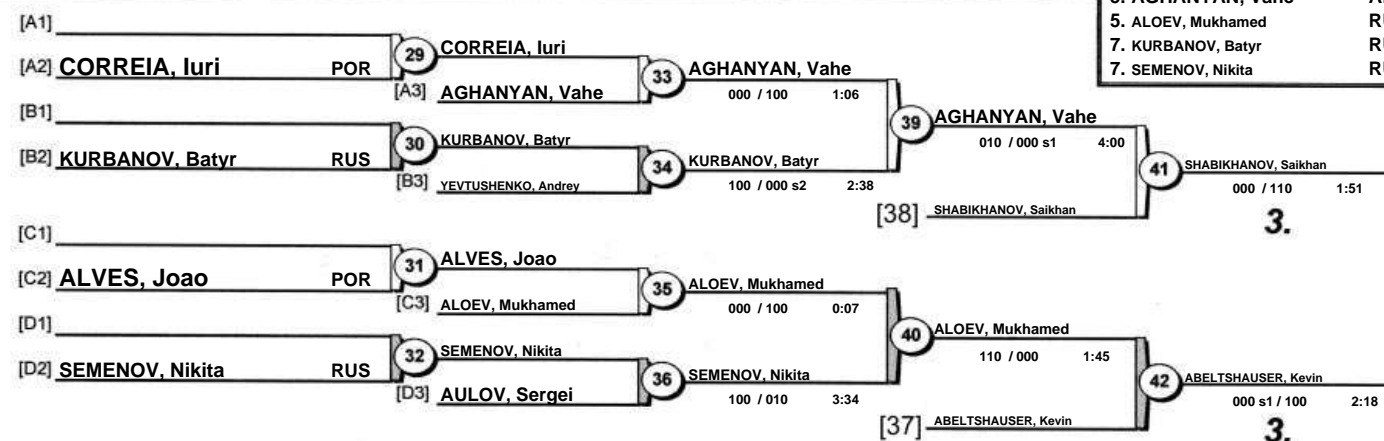 5. ALOEV, Mukhamed
7. KURBANOV, Batyr
7. SEMENOV, Nikita
[A1]
[A2] CORREIA, Iuri POR
29
CORREIA, Iuri
[A3] AGHANYAN, Vahe
33
AGHANYAN, Vahe
000 / 100 1:06
[B1]
[B2] KURBANOV, Batyr RUS
30
KURBANOV, Batyr
[B3] YEVTUSHENKO, Andrey
34
KURBANOV, Batyr
100 / 000 s2 2:38
39
AGHANYAN, Vahe
010 / 000 s1 4:00
[38] SHABIKHANOV, Saikhan
41
SHABIKHANOV, Saikhan
000 / 110 1:51
3.
[C1]
[C2] ALVES, Joao POR
31
ALVES, Joao
[C3] ALOEV, Mukhamed
35
ALOEV, Mukhamed
000 / 100 0:07
[D1]
[D2] SEMENOV, Nikita RUS
32
SEMENOV, Nikita
[D3] AULOV, Sergei
36
SEMENOV, Nikita
100 / 010 3:34
40
ALOEV, Mukhamed
110 / 000 1:45
[37] ABELTSHAUSER, Kevin
42
ABELTSHAUSER, Kevin
000 s1 / 100 2:18
3.